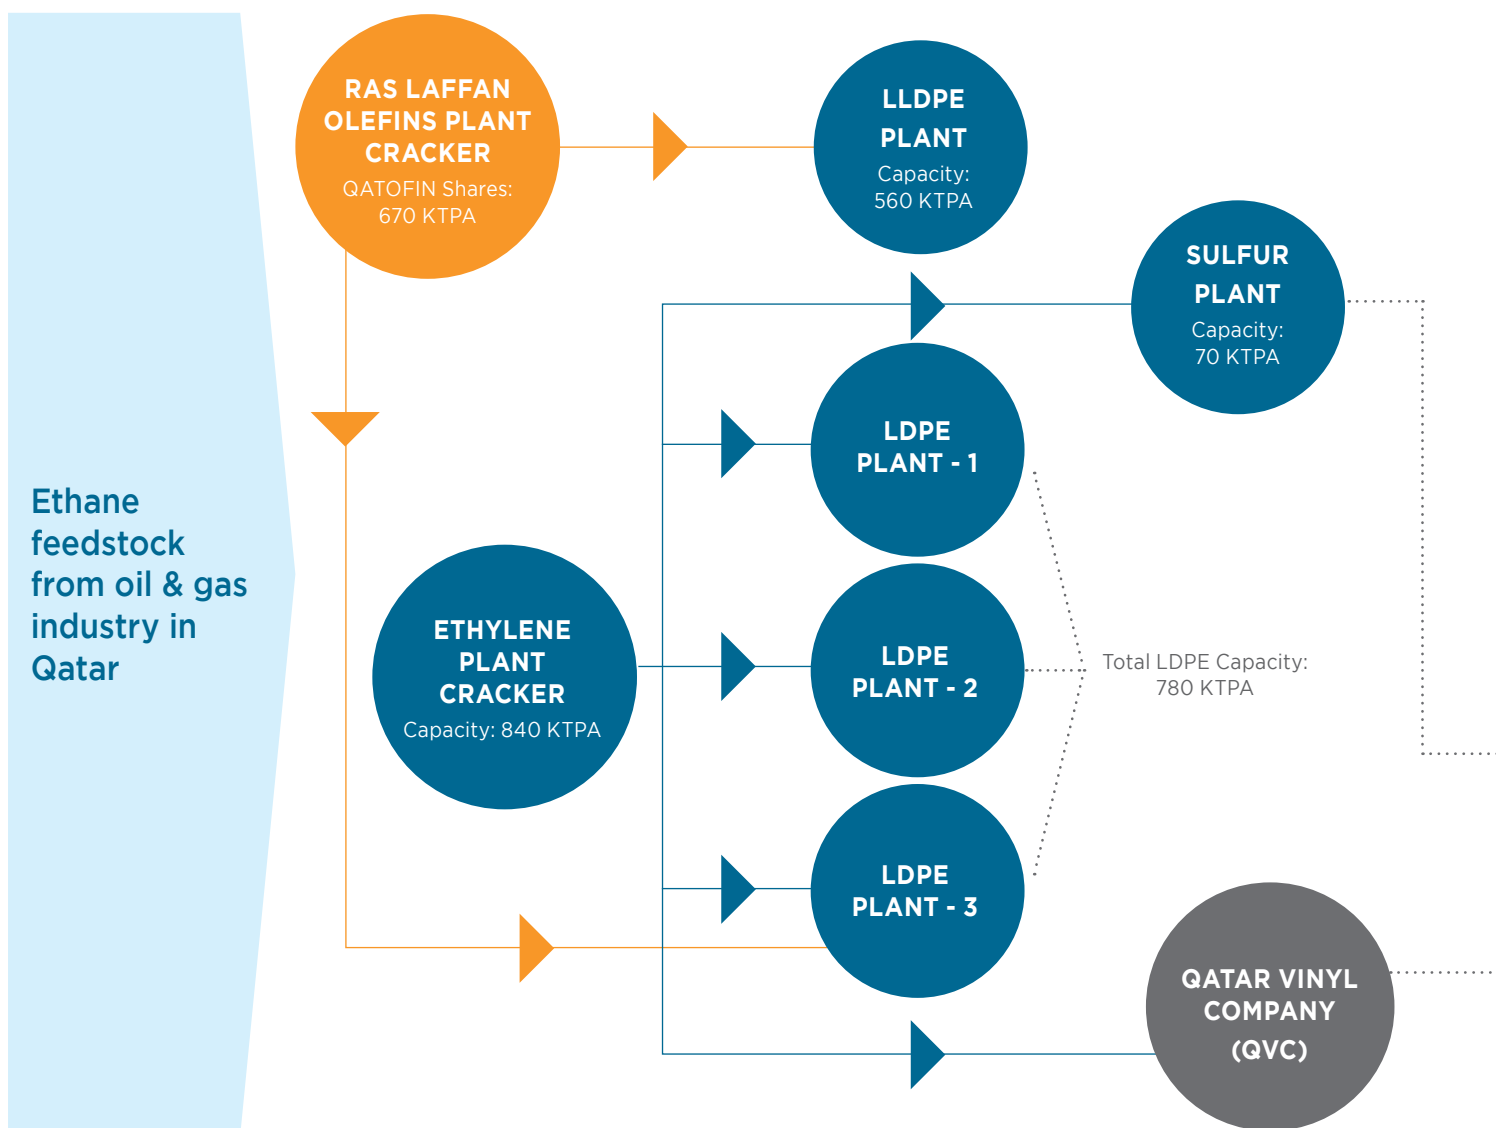 Ethane
feedstock
from oil & gas
industry in
Qatar
RAS LAFFAN
OLEFINS PLANT
CRACKER
QATOFIN Shares:
670 KTPA
LLDPE
PLANT
Capacity:
560 KTPA
SULFUR
PLANT
Capacity:
70 KTPA
LDPE
PLANT - 1
ETHYLENE
PLANT
CRACKER
Capacity: 840 KTPA
LDPE
PLANT - 2
Total LDPE Capacity:
780 KTPA
LDPE
PLANT - 3
QATAR VINYL
COMPANY
(QVC)